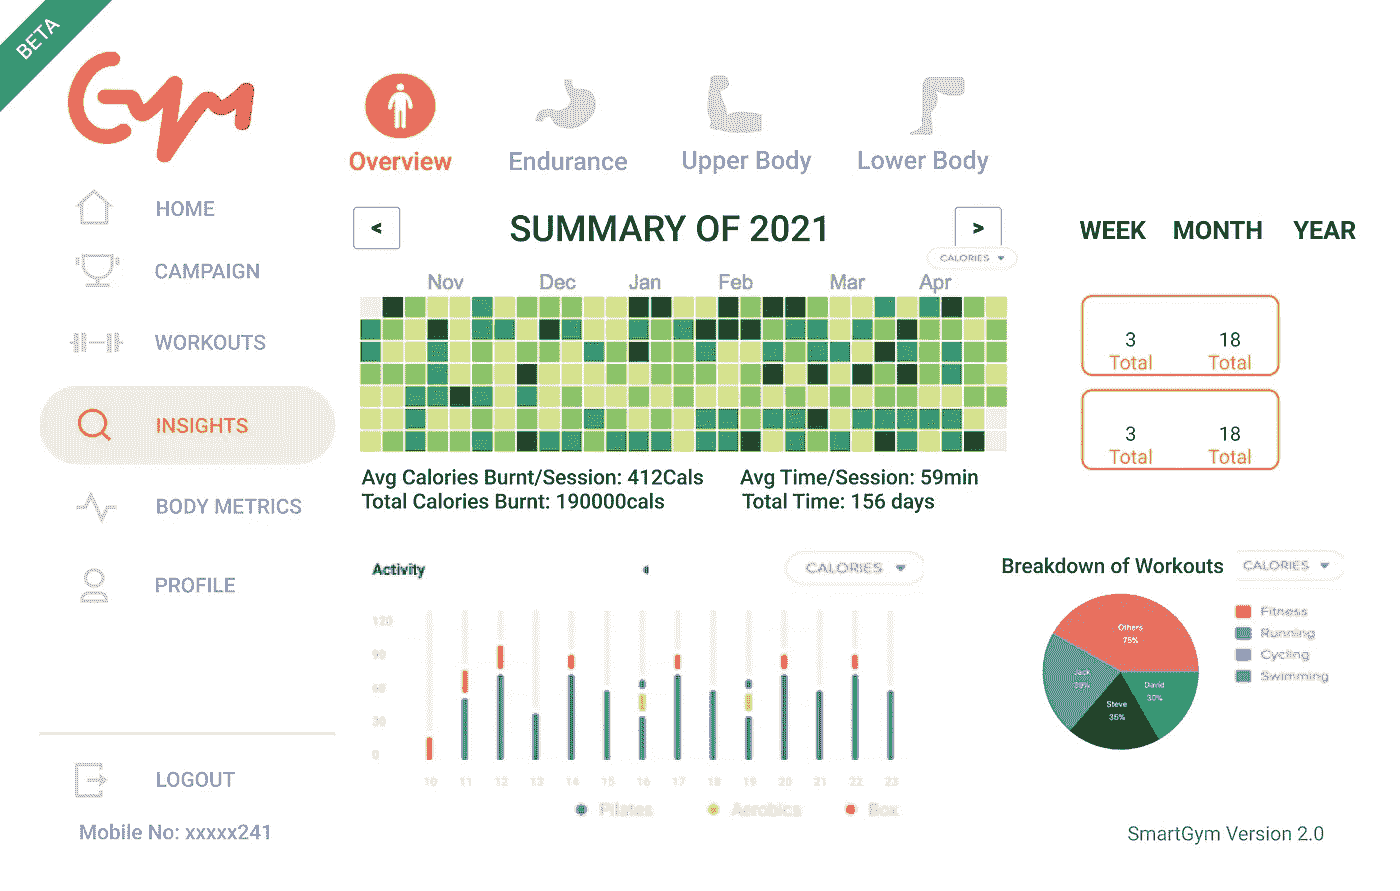 BETA
Gym
Overview
Endurance
Upper Body
Lower Body
HOME
CAMPAIGN
WORKOUTS
INSIGHTS
BODY METRICS
PROFILE
LOGOUT
Mobile No: xxxxx241
< SUMMARY OF 2021 >
CALORIES
WEEK MONTH YEAR
Nov Dec Jan Feb Mar Apr
3 18
Total Total
3 18
Total Total
Avg Calories Burnt/Session: 412Cals
Total Calories Burnt: 190000cals
Avg Time/Session: 59min
Total Time: 156 days
Activity
CALORIES
120
90
60
30
0
10 11 12 13 14 15 16 17 18 19 20 21 22 23
Pilates Aerobics Box
Breakdown of Workouts
CALORIES
Others
75%
Jack
David
30%
Steve
35%
Fitness
Running
Cycling
Swimming
SmartGym Version 2.0